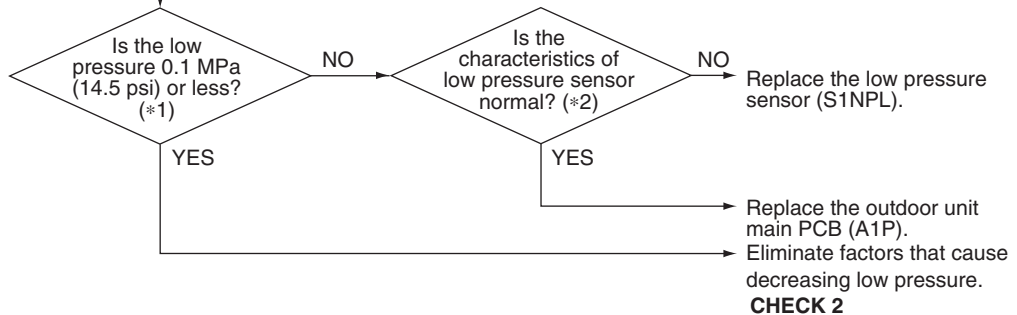 Is the low
pressure 0.1 MPa
(14.5 psi) or less?
(*1)
NO
YES
Is the
characteristics of
low pressure sensor
normal? (*2)
NO
Replace the low pressure
sensor (S1NPL).
YES
Replace the outdoor unit
main PCB (A1P).
Eliminate factors that cause
decreasing low pressure.
CHECK 2